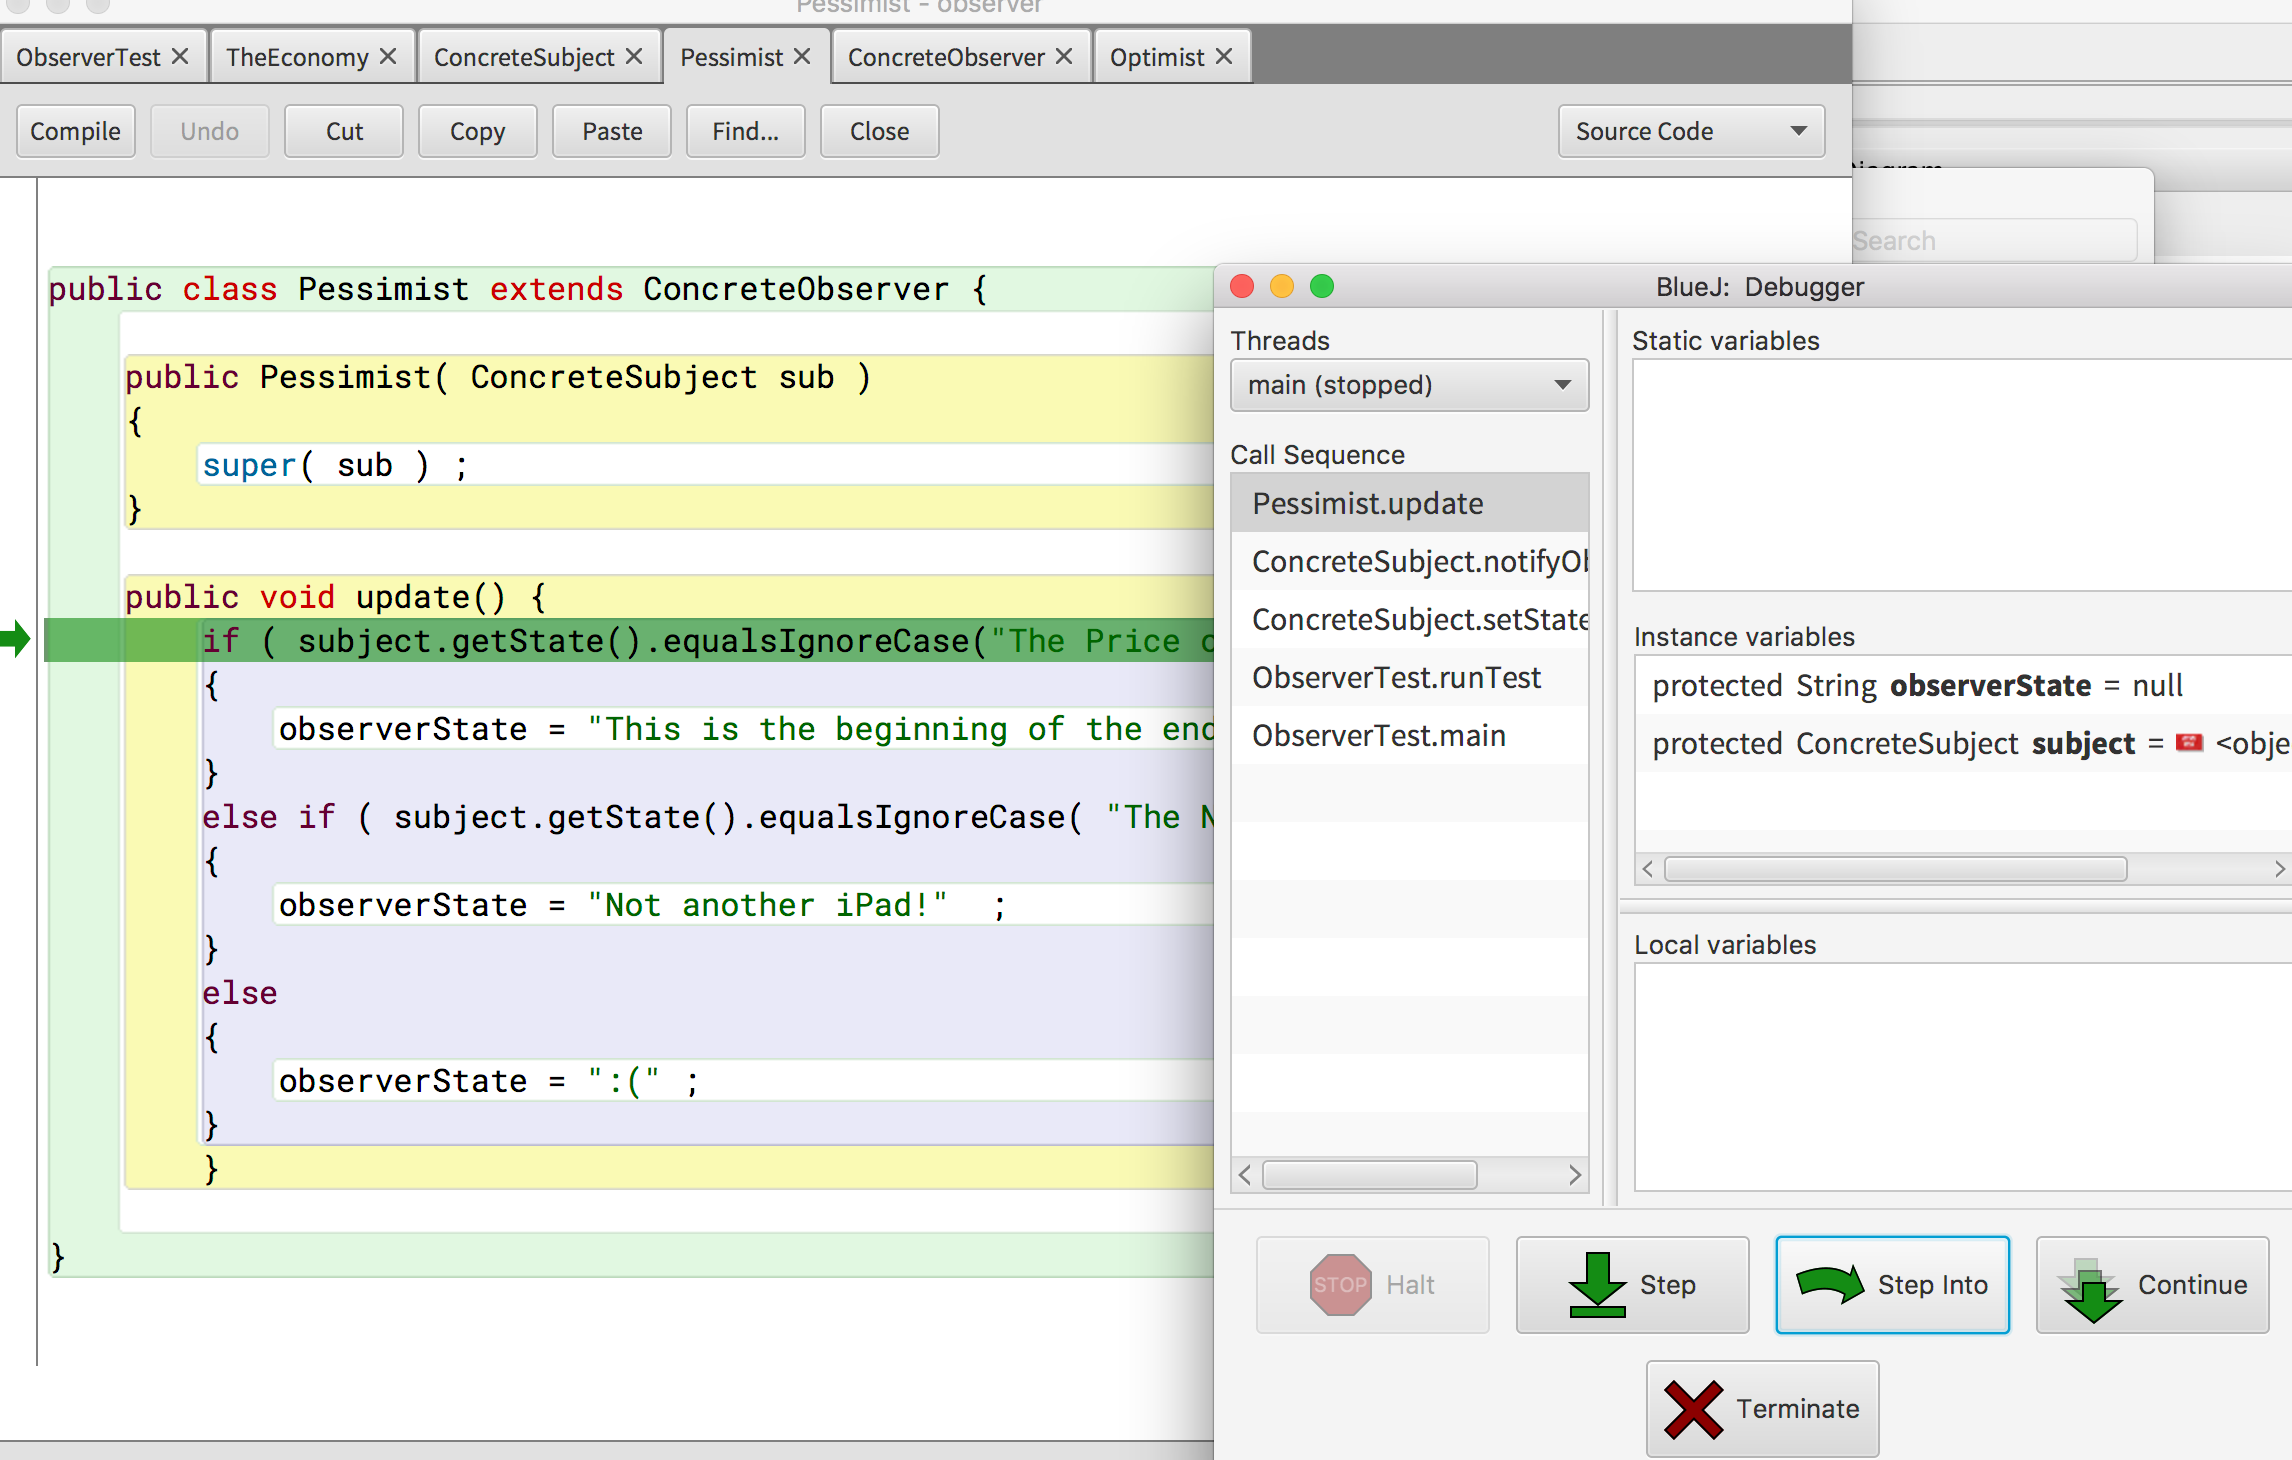 Pessimist - observer
ObserverTest TheEconomy ConcreteSubject Pessimist ConcreteObserver Optimist
Compile Undo Cut Copy Paste Find... Close Source Code
Search
public class Pessimist extends ConcreteObserver {
public Pessimist( ConcreteSubject sub )
{
super( sub ) ;
}
public void update() {
if ( subject.getState().equalsIgnoreCase("The Price
{
observerState = "This is the beginning of the end
}
else if ( subject.getState().equalsIgnoreCase( "The N
{
observerState = "Not another iPad!"  ;
}
else
{
observerState = ":(" ;
}
}
}
BlueJ: Debugger
Threads
main (stopped)
Call Sequence
Pessimist.update
ConcreteSubject.notifyOb
ConcreteSubject.setState
ObserverTest.runTest
ObserverTest.main
Static variables
Instance variables
protected String observerState = null
protected ConcreteSubject subject = <obje
Local variables
STOP Halt Step Step Into Continue
Terminate